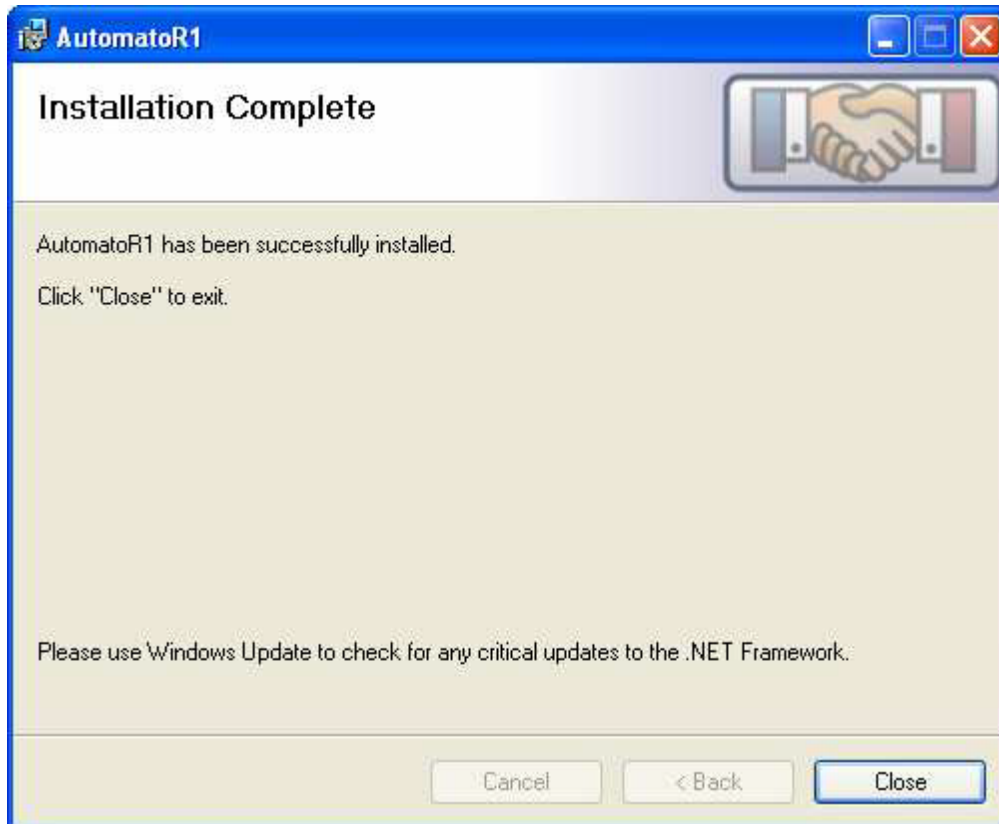 AutomatoR1
Installation Complete
AutomatoR1 has been successfully installed.
Click "Close" to exit.
Please use Windows Update to check for any critical updates to the .NET Framework.
Cancel
< Back
Close